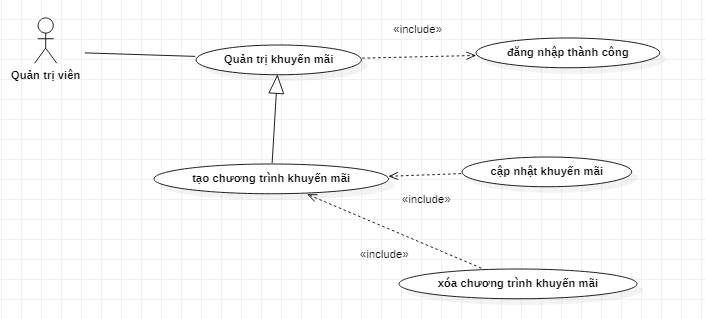 «include»
đăng nhập thành công
Quản trị khuyến mãi
Quản trị viên
tạo chương trình khuyến mãi
cập nhật khuyến mãi
«include»
«include»
xóa chương trình khuyến mãi